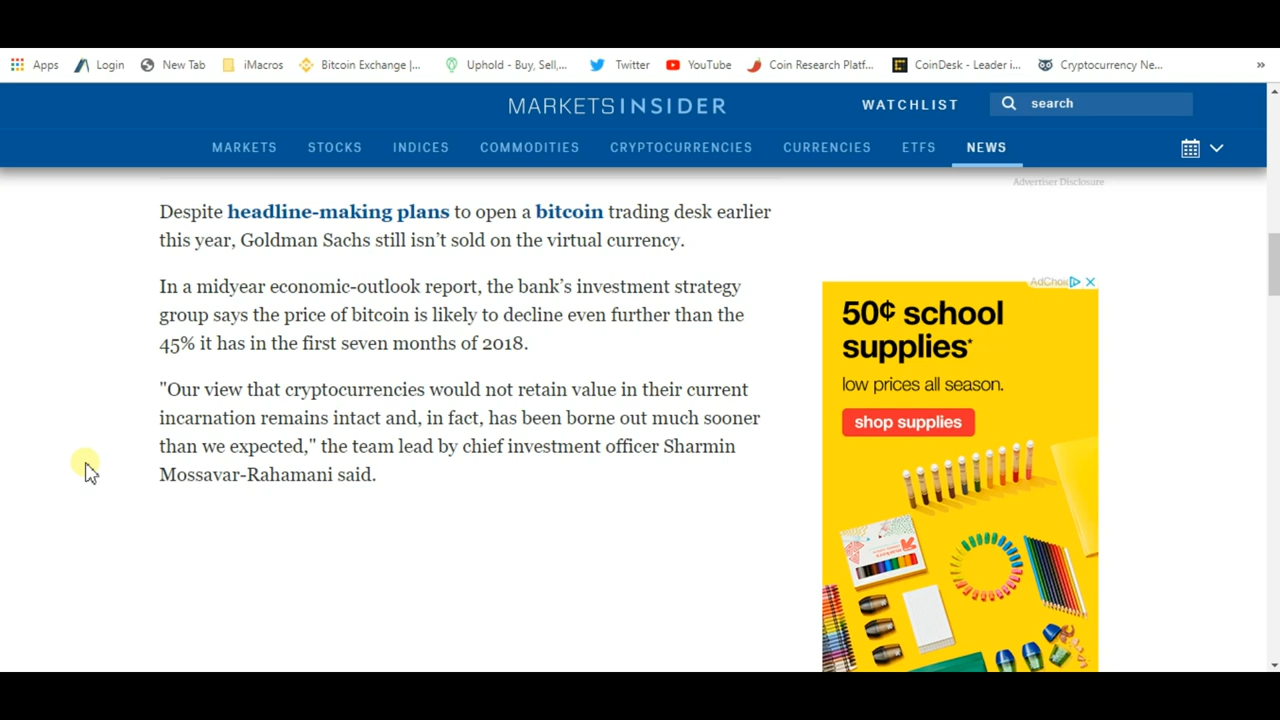 Apps Login New Tab iMacros Bitcoin Exchange |... Uphold - Buy, Sell,... Twitter YouTube Coin Research Platf... CoinDesk - Leader i... Cryptocurrency Ne... »
MARKETS INSIDER WATCHLIST search
MARKETS STOCKS INDICES COMMODITIES CRYPTOCURRENCIES CURRENCIES ETFS NEWS
Advertiser Disclosure
Despite headline-making plans to open a bitcoin trading desk earlier
this year, Goldman Sachs still isn’t sold on the virtual currency.
In a midyear economic-outlook report, the bank’s investment strategy
group says the price of bitcoin is likely to decline even further than the
45% it has in the first seven months of 2018.
"Our view that cryptocurrencies would not retain value in their current
incarnation remains intact and, in fact, has been borne out much sooner
than we expected," the team lead by chief investment officer Sharmin
Mossavar-Rahamani said.
AdChoic
50¢ school
supplies*
low prices all season.
shop supplies